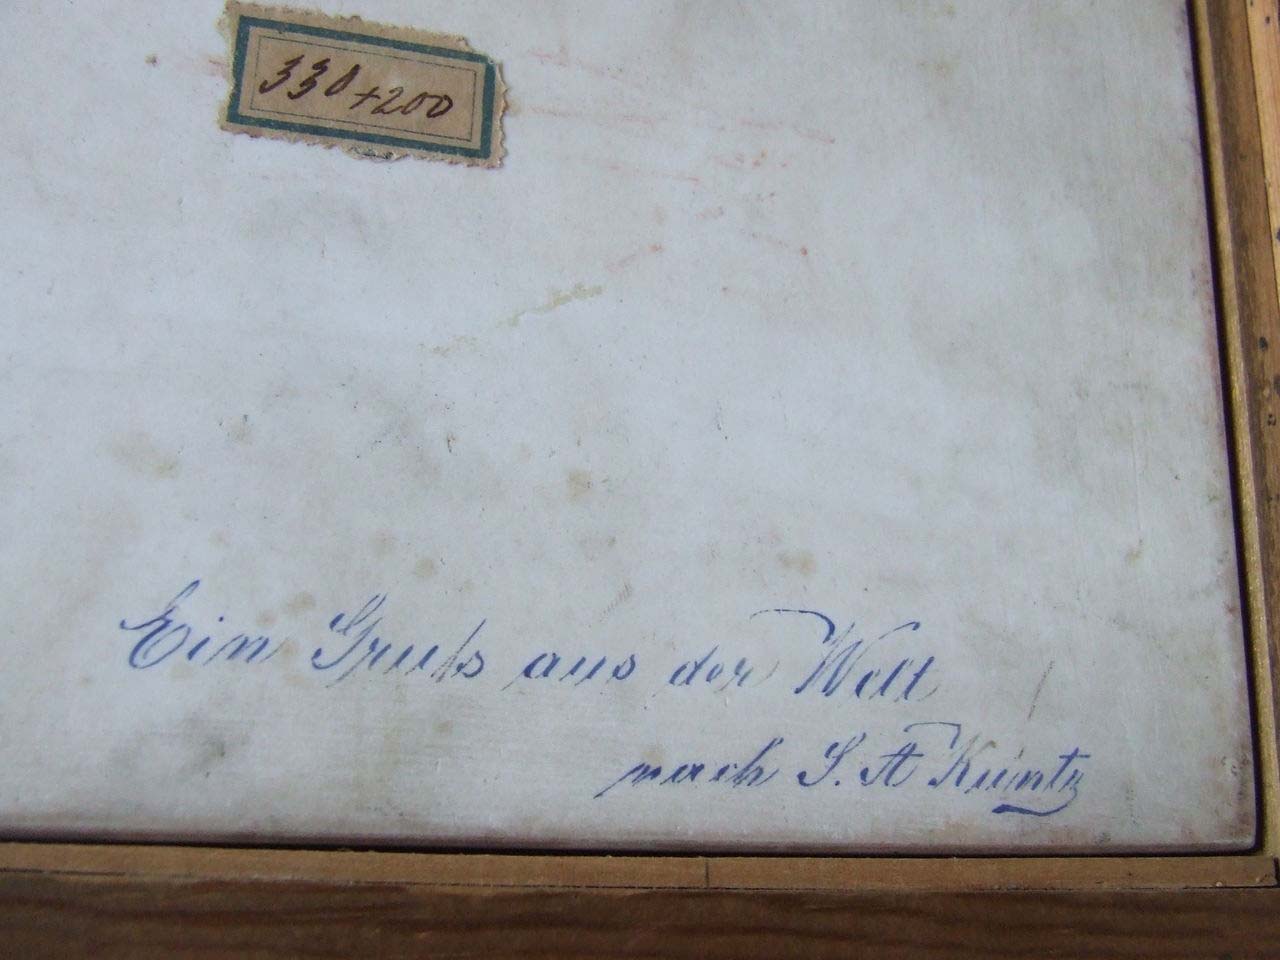 330+200
Ein Gruß aus der Welt
nach S. A Kuntz